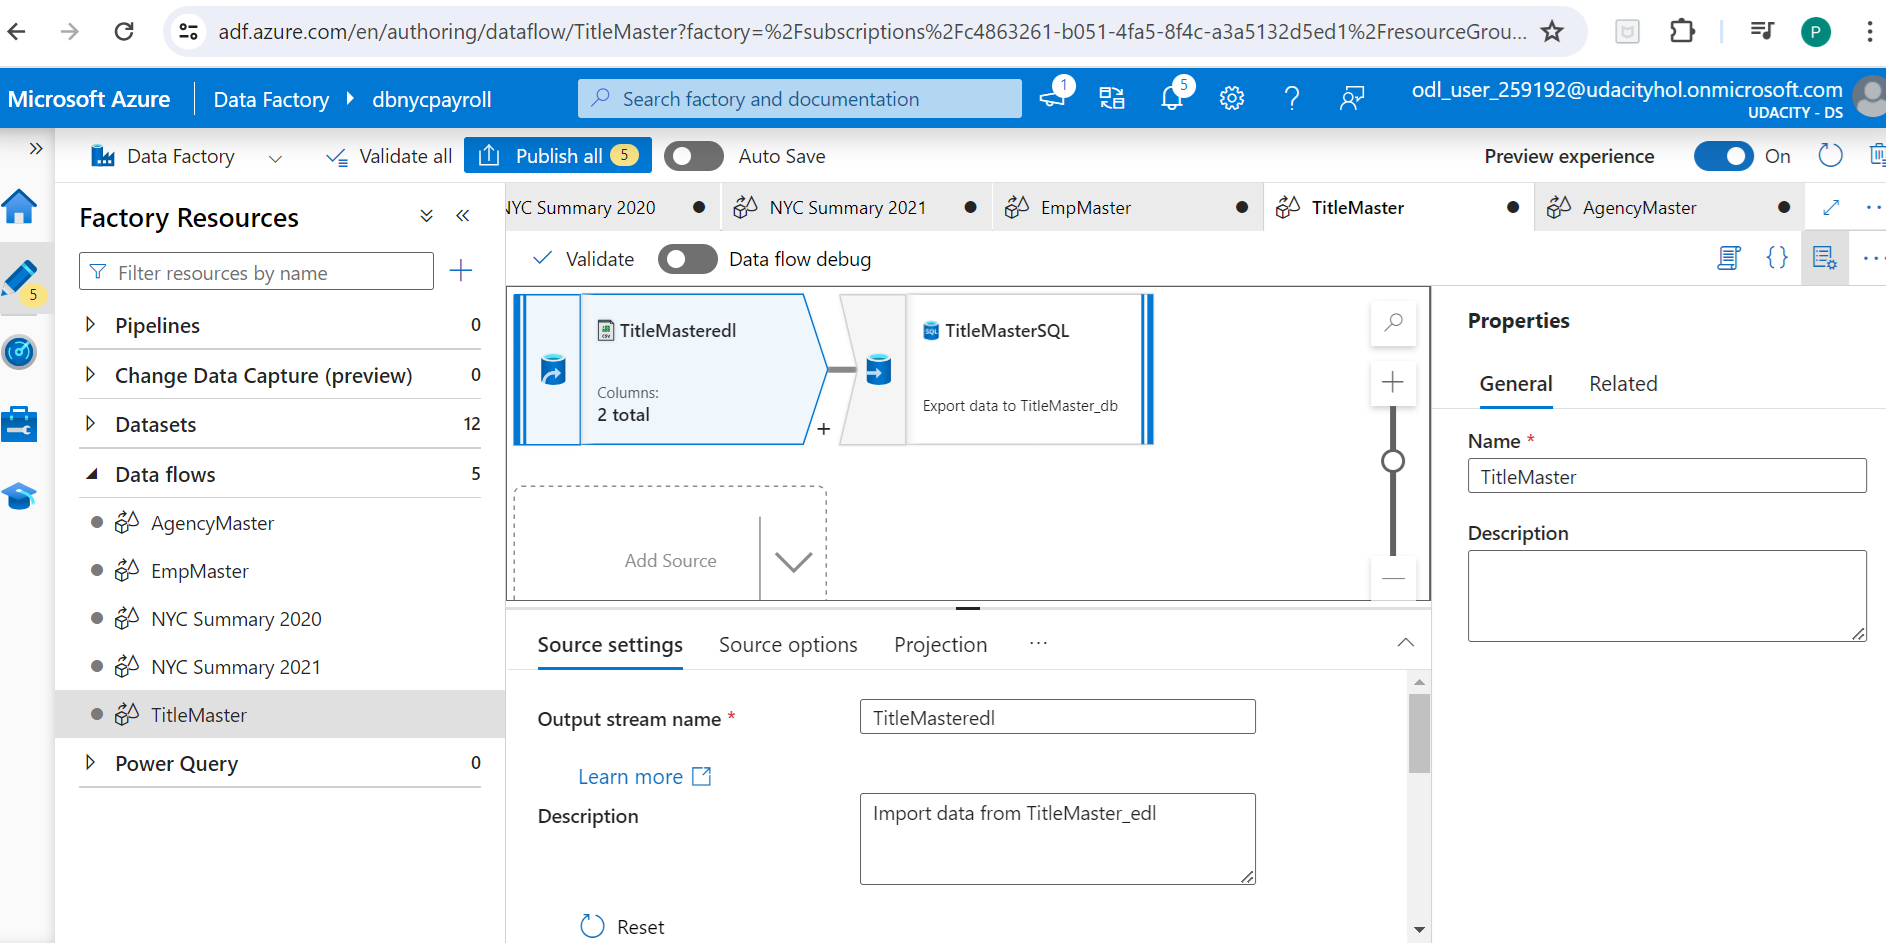 adf.azure.com/en/authoring/dataflow/TitleMaster?factory=%2Fsubscriptions%2Fc4863261-b051-4fa5-8f4c-a3a5132d5ed1%2FresourceGrou...
P
Microsoft Azure
Data Factory
dbnycpayroll
Search factory and documentation
1
5
odl_user_259192@udacityhol.onmicrosoft.com
UDACITY - DS
Data Factory
Validate all
Publish all
5
Auto Save
Preview experience
On
5
Factory Resources
Filter resources by name
Pipelines
0
Change Data Capture (preview)
0
Datasets
12
Data flows
5
AgencyMaster
EmpMaster
NYC Summary 2020
NYC Summary 2021
TitleMaster
Power Query
0
NYC Summary 2020
NYC Summary 2021
EmpMaster
TitleMaster
AgencyMaster
Validate
Data flow debug
TitleMasteredl
Columns:
2 total
+
TitleMasterSQL
Export data to TitleMaster_db
Add Source
Source settings
Source options
Projection
...
Output stream name *
TitleMasteredl
Learn more
Description
Import data from TitleMaster_edl
Reset
Properties
General
Related
Name *
TitleMaster
Description